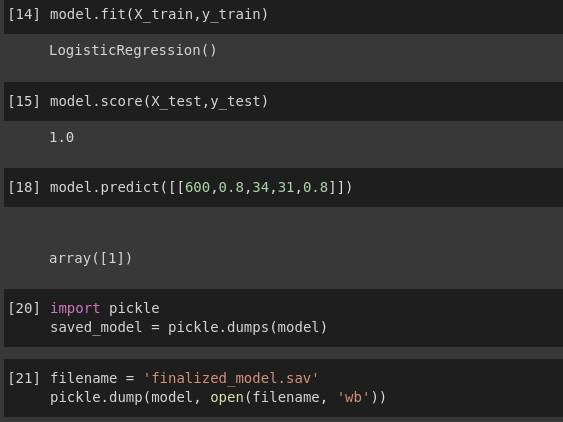 [14] model.fit(X_train,y_train)
LogisticRegression()
[15] model.score(X_test,y_test)
1.0
[18] model.predict([[600,0.8,34,31,0.8]])
array([1])
[20] import pickle
saved_model = pickle.dumps(model)
[21] filename = 'finalized_model.sav'
pickle.dump(model, open(filename, 'wb'))